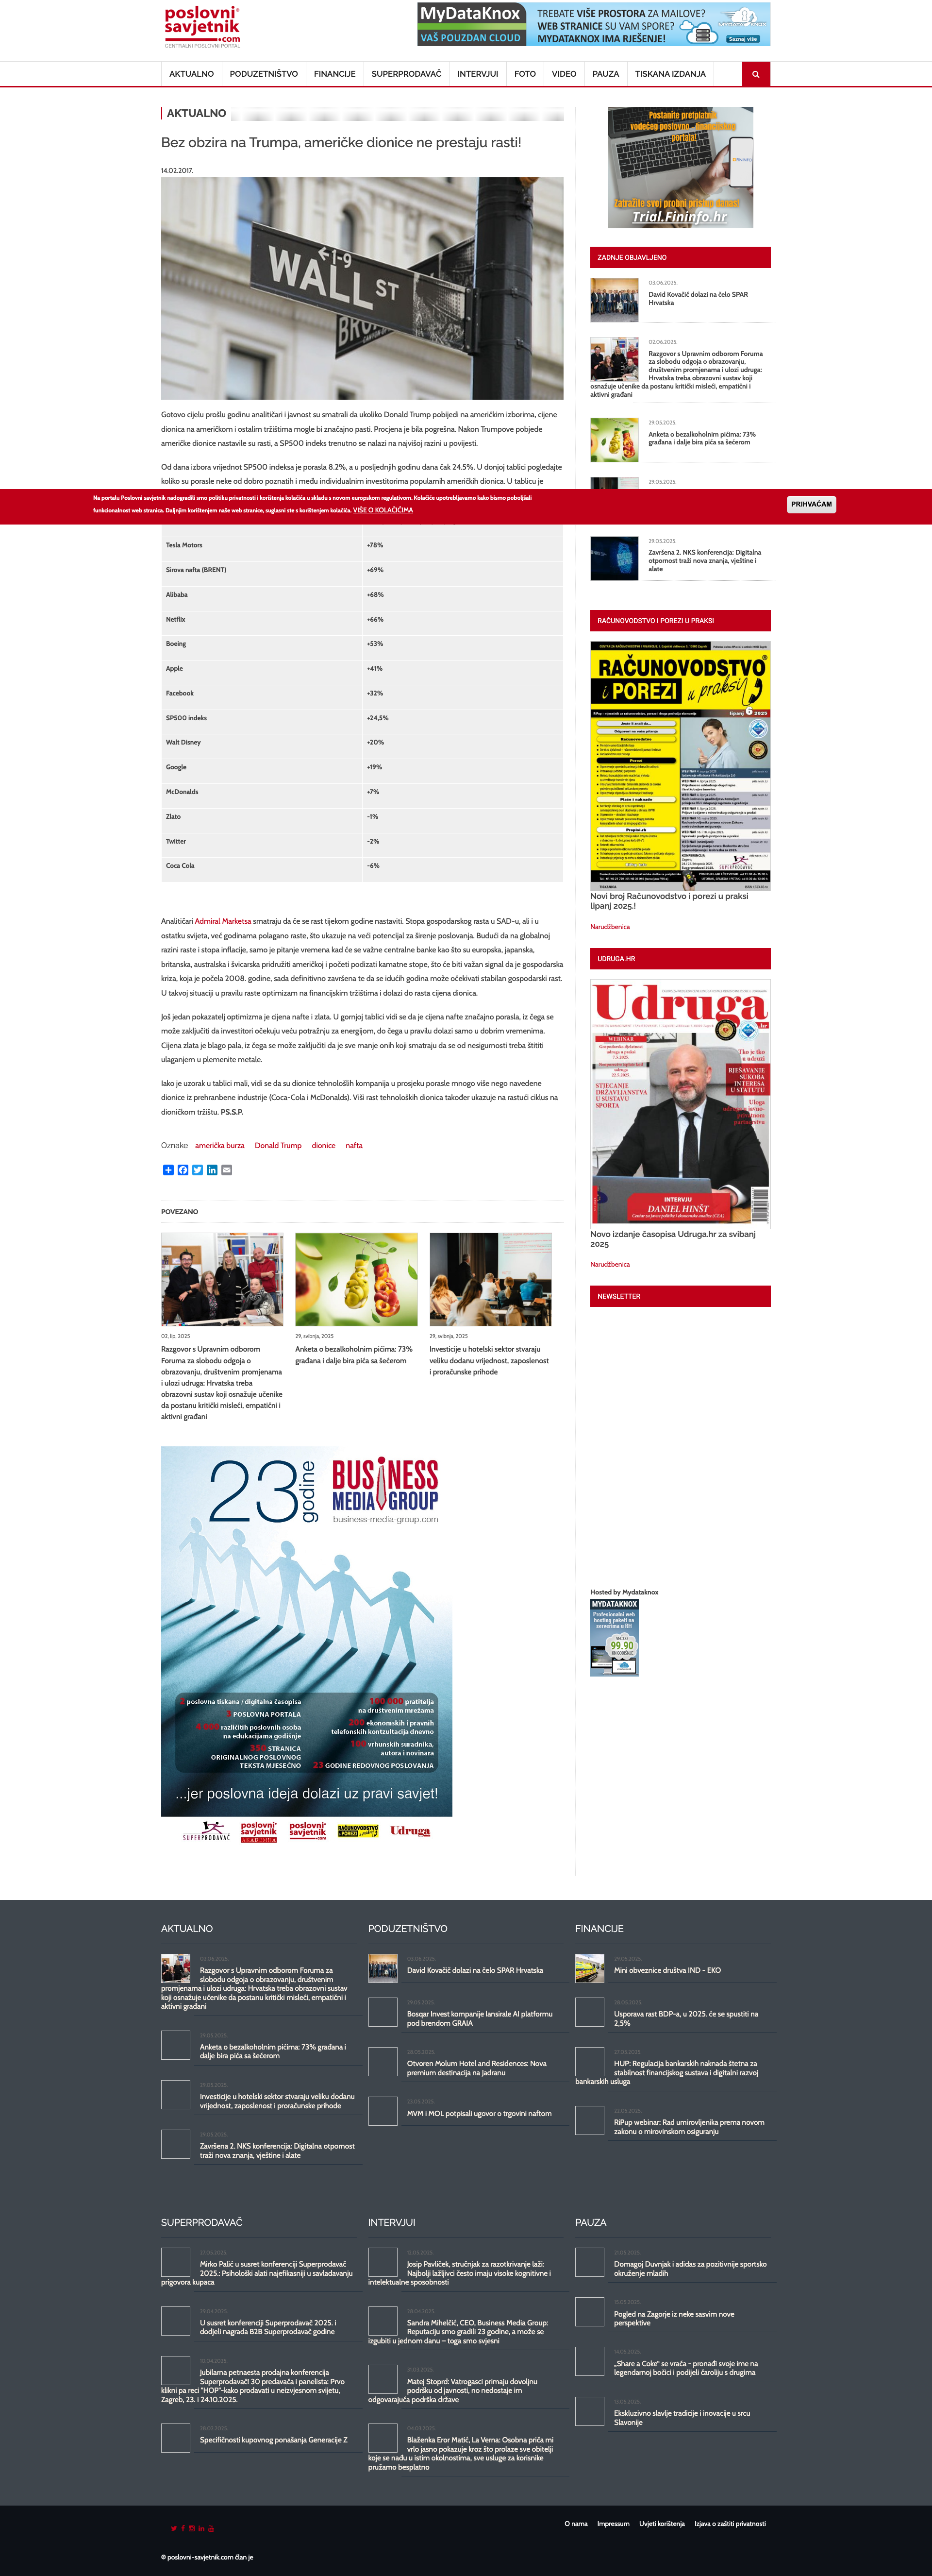 poslovni
savjetnik
.com
CENTRALNI POSLOVNI PORTAL
MyDataKnox
VAŠ POUZDAN CLOUD
TREBATE VIŠE PROSTORA ZA MAILOVE?
WEB STRANICE SU VAM SPORE?
MYDATAKNOX IMA RJEŠENJE!
Saznaj više
AKTUALNO
PODUZETNIŠTVO
FINANCIJE
SUPERPRODAVAČ
INTERVJUI
FOTO
VIDEO
PAUZA
TISKANA IZDANJA
AKTUALNO
Bez obzira na Trumpa, američke dionice ne prestaju rasti!
14.02.2017.
←1-9
WALL ST
Gotovo cijelu prošlu godinu analitičari i javnost su smatrali da ukoliko Donald Trump pobijedi na američkim izborima, cijene
dionica na američkom i ostalim tržištima mogle bi značajno pasti. Procjena je bila pogrešna. Nakon Trumpove pobjede
američke dionice nastavile su rasti, a SP500 indeks trenutno se nalazi na najvišoj razini u povijesti.
Od dana izbora vrijednost SP500 indeksa je porasla 8.2%, a u posljednjih godinu dana čak 24.5%. U donjoj tablici pogledajte
koliko su porasle neke od dobro poznatih i među individualnim investitorima popularnih američkih dionica. U tablicu je
Na portalu Poslovni savjetnik nadogradili smo politiku privatnosti i korištenja kolačića u skladu s novom europskom regulativom. Kolačiće upotrebljavamo kako bismo poboljšali
funkcionalnost web stranica. Daljnjim korištenjem naše web stranice, suglasni ste s korištenjem kolačića. VIŠE O KOLAČIĆIMA
PRIHVAĆAM
Tesla Motors +78%
Sirova nafta (BRENT) +69%
Alibaba +68%
Netflix +66%
Boeing +53%
Apple +41%
Facebook +32%
SP500 indeks +24,5%
Walt Disney +20%
Google +19%
McDonalds +7%
Zlato -1%
Twitter -2%
Coca Cola -6%
Analitičari Admiral Marketsa smatraju da će se rast tijekom godine nastaviti. Stopa gospodarskog rasta u SAD-u, ali i u
ostatku svijeta, već godinama polagano raste, što ukazuje na veći potencijal za širenje poslovanja. Budući da na globalnoj
razini raste i stopa inflacije, samo je pitanje vremena kad će se važne centralne banke kao što su europska, japanska,
britanska, australska i švicarska pridružiti američkoj i početi podizati kamatne stope, što će biti važan signal da je gospodarska
kriza, koja je počela 2008. godine, sada definitivno završena te da se idućih godina može očekivati stabilan gospodarski rast.
U takvoj situaciji u pravilu raste optimizam na financijskim tržištima i dolazi do rasta cijena dionica.
Još jedan pokazatelj optimizma je cijena nafte i zlata. U gornjoj tablici vidi se da je cijena nafte značajno porasla, iz čega se
može zaključiti da investitori očekuju veću potražnju za energijom, do čega u pravilu dolazi samo u dobrim vremenima.
Cijena zlata je blago pala, iz čega se može zaključiti da je sve manje onih koji smatraju da se od nesigurnosti treba štititi
ulaganjem u plemenite metale.
Iako je uzorak u tablici mali, vidi se da su dionice tehnoloških kompanija u prosjeku porasle mnogo više nego navedene
dionice iz prehranbene industrije (Coca-Cola i McDonalds). Viši rast tehnoloških dionica također ukazuje na rastući ciklus na
dioničkom tržištu. PS.S.P.
Oznake američka burza Donald Trump dionice nafta
POVEZANO
02, lip, 2025
Razgovor s Upravnim odborom
Foruma za slobodu odgoja o
obrazovanju, društvenim promjenama
i ulozi udruga: Hrvatska treba
obrazovni sustav koji osnažuje učenike
da postanu kritički misleći, empatični i
aktivni građani
29, svibnja, 2025
Anketa o bezalkoholnim pićima: 73%
građana i dalje bira pića sa šećerom
29, svibnja, 2025
Investicije u hotelski sektor stvaraju
veliku dodanu vrijednost, zaposlenost
i proračunske prihode
23 godine
BUSINESS
MEDIA GROUP
business-media-group.com
poslovna tiskana / digitalna časopisa
3 POSLOVNA PORTALA
različitih poslovnih osoba
na edukacijama godišnje
STRANICA
ORIGINALNOG POSLOVNOG
TEKSTA MJESEČNO
100 000 pratitelja
na društvenim mrežama
ekonomskih i pravnih
telefonskih kontzultacija dnevno
vrhunskih suradnika,
autora i novinara
23 GODINE REDOVNOG POSLOVANJA
...jer poslovna ideja dolazi uz pravi savjet!
SUPERPRODAVAČ
poslovni savjetnik AKADEMIJA
poslovni savjetnik .com
RAČUNOVODSTVO i POREZI
Udruga
Postanite pretplatnik
vodećeg poslovno - financijskog
portala!
Zatražite svoj probni pristup danas!
Trial.Fininfo.hr
ZADNJE OBJAVLJENO
03.06.2025.
David Kovačič dolazi na čelo SPAR
Hrvatska
02.06.2025.
Razgovor s Upravnim odborom Foruma
za slobodu odgoja o obrazovanju,
društvenim promjenama i ulozi udruga:
Hrvatska treba obrazovni sustav koji
osnažuje učenike da postanu kritički misleći, empatični i
aktivni građani
29.05.2025.
Anketa o bezalkoholnim pićima: 73%
građana i dalje bira pića sa šećerom
29.05.2025.
29.05.2025.
Završena 2. NKS konferencija: Digitalna
otpornost traži nova znanja, vještine i
alate
RAČUNOVODSTVO I POREZI U PRAKSI
RAČUNOVODSTVO
i POREZI u praksi
lipanj 6 2025
Novi broj Računovodstvo i porezi u praksi
lipanj 2025.!
Narudžbenica
UDRUGA.HR
Udruga
.hr
WEBINAR
STJECANJE
DRŽAVLJANSTVA
U SUSTAVU
SPORTA
Tko je tko
u udruzi
RJEŠAVANJE
SUKOBA
INTERESA
U STATUTU
Uloga
INTERVJU
DANIEL HINŠT
Novo izdanje časopisa Udruga.hr za svibanj
2025
Narudžbenica
NEWSLETTER
Hosted by Mydataknox
MYDATAKNOX
Profesionalni web
hosting paketi na
serverima u RH
VEĆ OD
99.90
AKTUALNO
02.06.2025.
Razgovor s Upravnim odborom Foruma za
slobodu odgoja o obrazovanju, društvenim
promjenama i ulozi udruga: Hrvatska treba obrazovni sustav
koji osnažuje učenike da postanu kritički misleći, empatični i
aktivni građani
29.05.2025.
Anketa o bezalkoholnim pićima: 73% građana i
dalje bira pića sa šećerom
29.05.2025.
Investicije u hotelski sektor stvaraju veliku dodanu
vrijednost, zaposlenost i proračunske prihode
29.05.2025.
Završena 2. NKS konferencija: Digitalna otpornost
traži nova znanja, vještine i alate
PODUZETNIŠTVO
03.06.2025.
David Kovačič dolazi na čelo SPAR Hrvatska
Bosqar Invest kompanije lansirale AI platformu
pod brendom GRAIA
Otvoren Molum Hotel and Residences: Nova
premium destinacija na Jadranu
MVM i MOL potpisali ugovor o trgovini naftom
FINANCIJE
Mini obveznice društva IND - EKO
Usporava rast BDP-a, u 2025. će se spustiti na
2,5%
HUP: Regulacija bankarskih naknada štetna za
stabilnost financijskog sustava i digitalni razvoj
bankarskih usluga
RiPup webinar: Rad umirovljenika prema novom
zakonu o mirovinskom osiguranju
SUPERPRODAVAČ
Mirko Palić u susret konferenciji Superprodavač
2025.: Psihološki alati najefikasniji u savladavanju
prigovora kupaca
U susret konferenciji Superprodavač 2025. i
dodjeli nagrada B2B Superprodavač godine
Jubilarna petnaesta prodajna konferencija
Superprodavač! 30 predavača i panelista: Prvo
klikni pa reci "HOP"-kako prodavati u neizvjesnom svijetu,
Zagreb, 23. i 24.10.2025.
Specifičnosti kupovnog ponašanja Generacije Z
INTERVJUI
Josip Pavliček, stručnjak za razotkrivanje laži:
Najbolji lažljivci često imaju visoke kognitivne i
intelektualne sposobnosti
Sandra Mihelčić, CEO, Business Media Group:
Reputaciju smo gradili 23 godine, a može se
izgubiti u jednom danu – toga smo svjesni
Matej Stoprd: Vatrogasci primaju dovoljnu
podršku od javnosti, no nedostaje im
odgovarajuća podrška države
Blaženka Eror Matić, La Verna: Osobna priča mi
vrlo jasno pokazuje kroz što prolaze sve obitelji
koje se nađu u istim okolnostima, sve usluge za korisnike
pružamo besplatno
PAUZA
Domagoj Duvnjak i adidas za pozitivnije sportsko
okruženje mladih
Pogled na Zagorje iz neke sasvim nove
perspektive
„Share a Coke“ se vraća - pronađi svoje ime na
legendarnoj bočici i podijeli čaroliju s drugima
Ekskluzivno slavlje tradicije i inovacije u srcu
Slavonije
O nama Impressum Uvjeti korištenja Izjava o zaštiti privatnosti
© poslovni-savjetnik.com član je